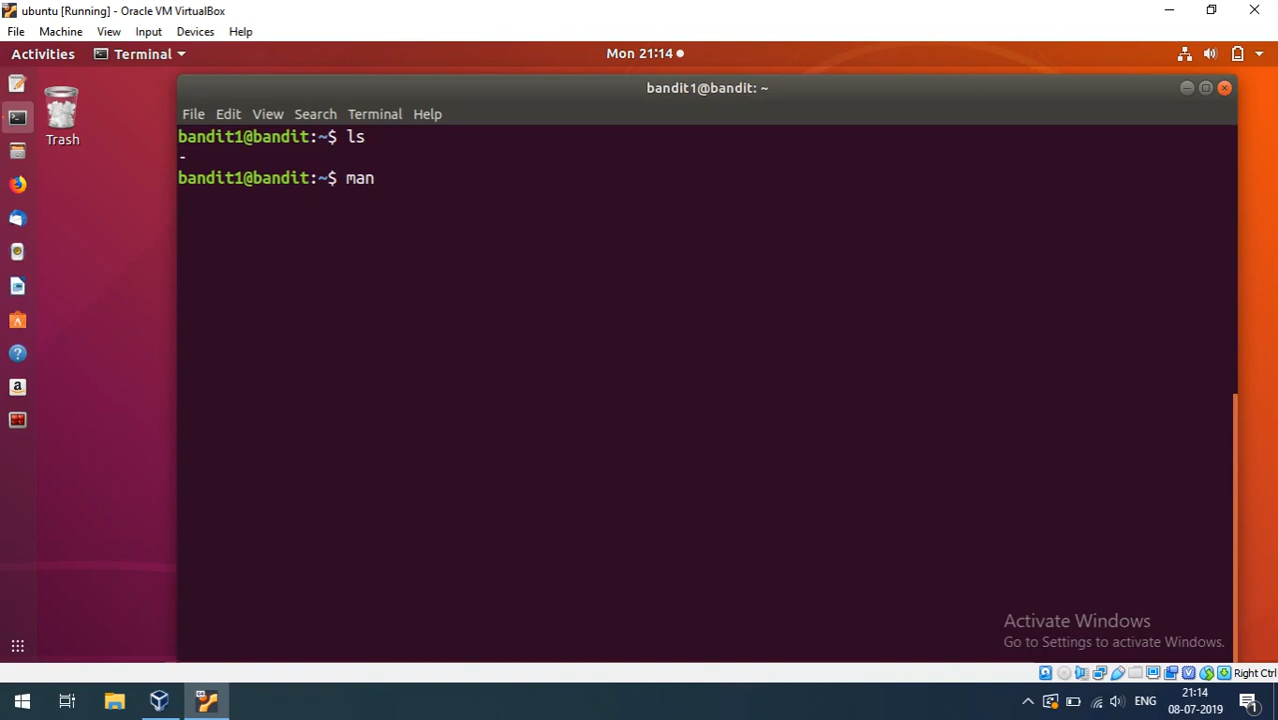 ubuntu [Running] - Oracle VM VirtualBox
File Machine View Input Devices Help
Activities Terminal Mon 21:14
Trash
bandit1@bandit: ~
File Edit View Search Terminal Help
bandit1@bandit:~$ ls
-
bandit1@bandit:~$ man
Activate Windows
Go to Settings to activate Windows.
Right Ctrl
ENG
21:14
08-07-2019
1